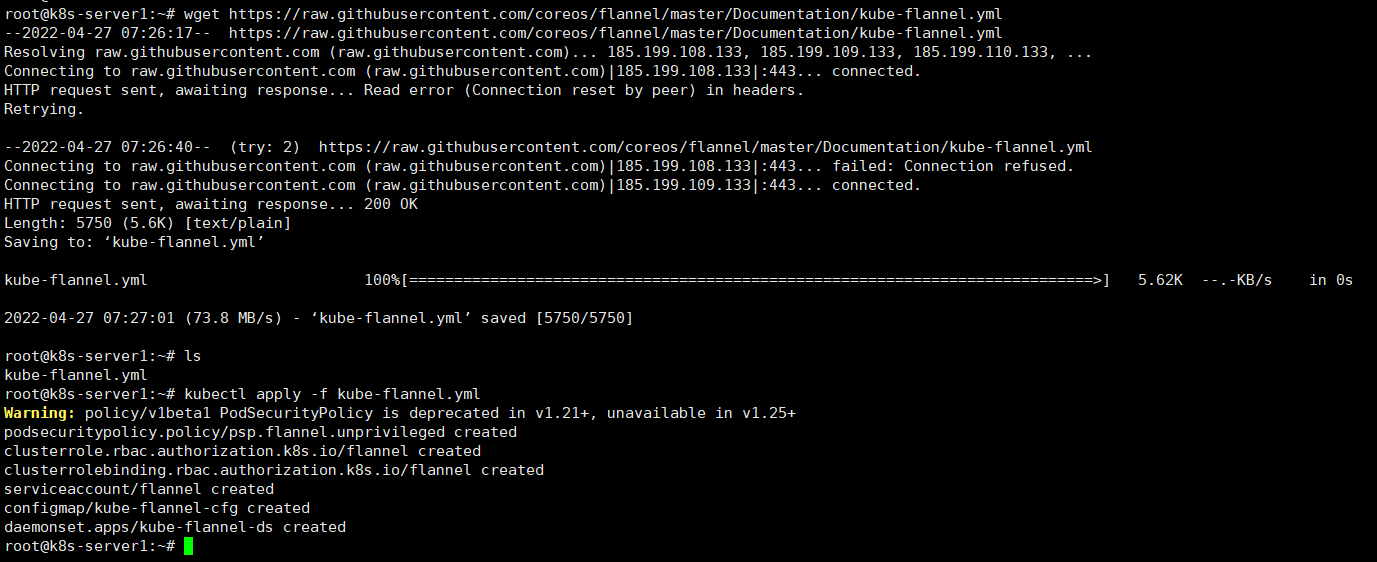 root@k8s-server1:~# wget https://raw.githubusercontent.com/coreos/flannel/master/Documentation/kube-flannel.yml
--2022-04-27 07:26:17--  https://raw.githubusercontent.com/coreos/flannel/master/Documentation/kube-flannel.yml
Resolving raw.githubusercontent.com (raw.githubusercontent.com)... 185.199.108.133, 185.199.109.133, 185.199.110.133, ...
Connecting to raw.githubusercontent.com (raw.githubusercontent.com)|185.199.108.133|:443... connected.
HTTP request sent, awaiting response... Read error (Connection reset by peer) in headers.
Retrying.

--2022-04-27 07:26:40--  (try: 2)  https://raw.githubusercontent.com/coreos/flannel/master/Documentation/kube-flannel.yml
Connecting to raw.githubusercontent.com (raw.githubusercontent.com)|185.199.108.133|:443... failed: Connection refused.
Connecting to raw.githubusercontent.com (raw.githubusercontent.com)|185.199.109.133|:443... connected.
HTTP request sent, awaiting response... 200 OK
Length: 5750 (5.6K) [text/plain]
Saving to: ‘kube-flannel.yml’

kube-flannel.yml                        100%[============================================================================>]   5.62K  --.-KB/s    in 0s

2022-04-27 07:27:01 (73.8 MB/s) - ‘kube-flannel.yml’ saved [5750/5750]

root@k8s-server1:~# ls
kube-flannel.yml
root@k8s-server1:~# kubectl apply -f kube-flannel.yml
Warning: policy/v1beta1 PodSecurityPolicy is deprecated in v1.21+, unavailable in v1.25+
podsecuritypolicy.policy/psp.flannel.unprivileged created
clusterrole.rbac.authorization.k8s.io/flannel created
clusterrolebinding.rbac.authorization.k8s.io/flannel created
serviceaccount/flannel created
configmap/kube-flannel-cfg created
daemonset.apps/kube-flannel-ds created
root@k8s-server1:~#